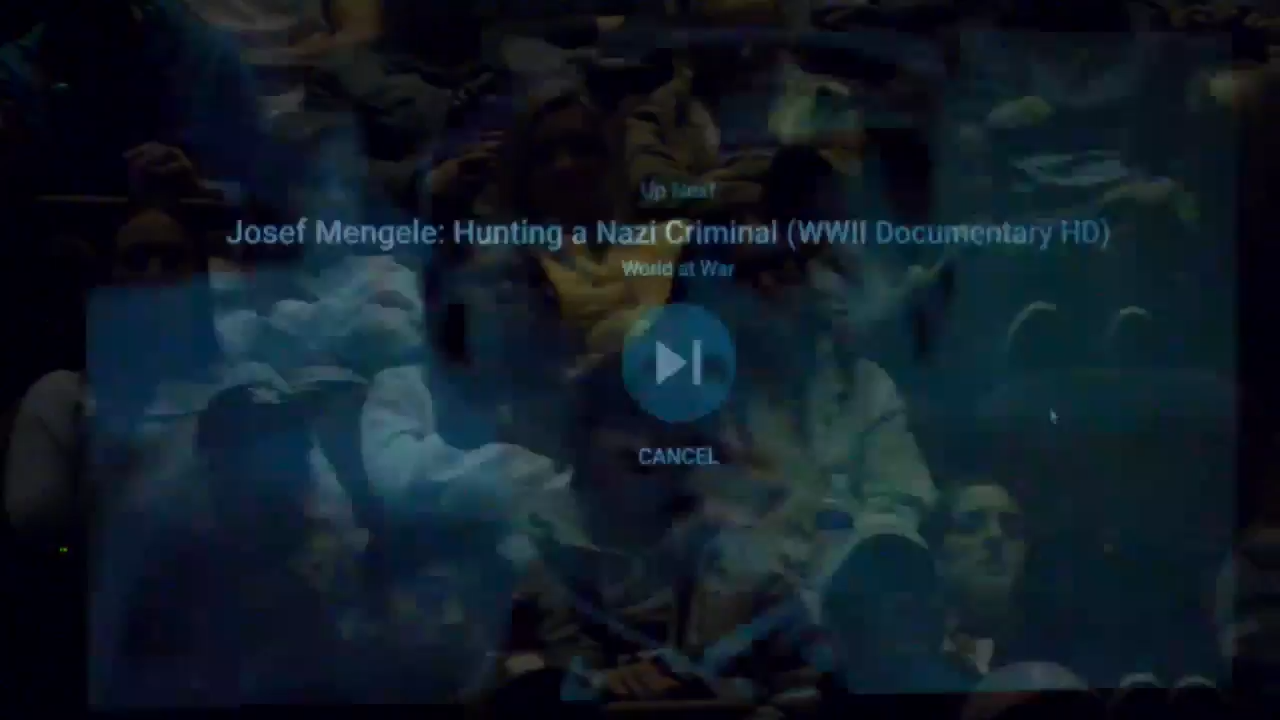 Up Next
Josef Mengele: Hunting a Nazi Criminal (WWII Documentary HD)
World at War
CANCEL